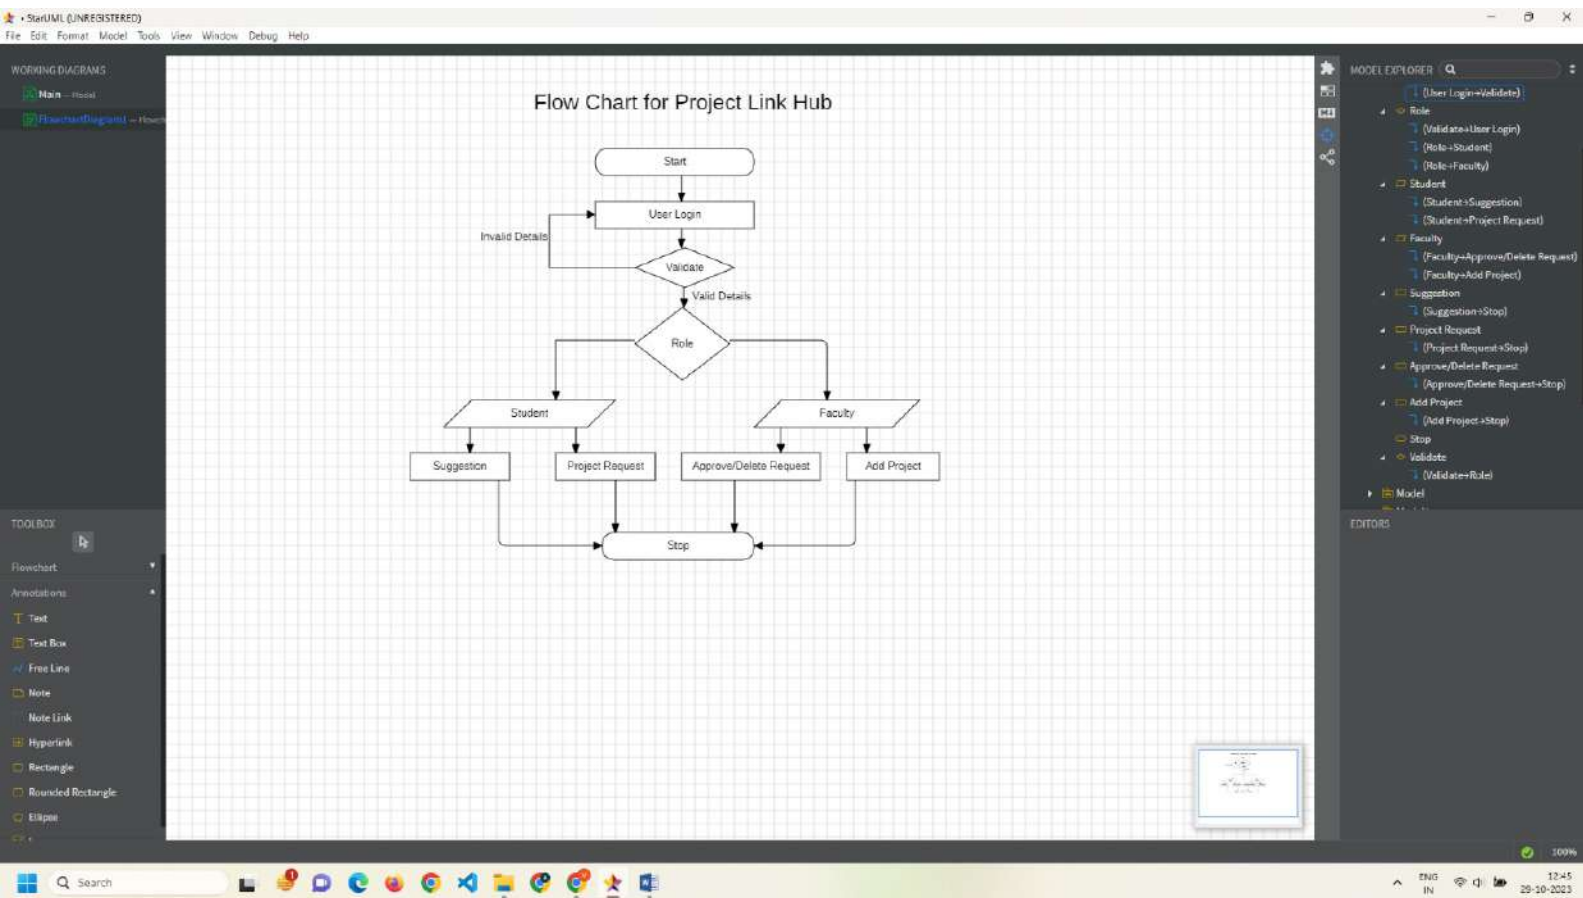 StarUML (UNREGISTERED)
File Edit Format Model Tools View Window Debug Help
WORKING DIAGRAMS
Main — Model
FlowchartDiagram1 — Flowch
TOOLBOX
Flowchart
Annotations
Text
Text Box
Free Line
Note
Note Link
Hyperlink
Rectangle
Rounded Rectangle
Ellipse
Flow Chart for Project Link Hub
Start
User Login
Invalid Details
Validate
Valid Details
Role
Student
Faculty
Suggestion
Project Request
Approve/Delete Request
Add Project
Stop
MODEL EXPLORER
(User Login→Validate)
Role
(Validate→User Login)
(Role→Student)
(Role→Faculty)
Student
(Student→Suggestion)
(Student→Project Request)
Faculty
(Faculty→Approve/Delete Request)
(Faculty→Add Project)
Suggestion
(Suggestion→Stop)
Project Request
(Project Request→Stop)
Approve/Delete Request
(Approve/Delete Request→Stop)
Add Project
(Add Project→Stop)
Stop
Validate
(Validate→Role)
Model
EDITORS
100%
Search
ENG
IN
12:45
29-10-2023